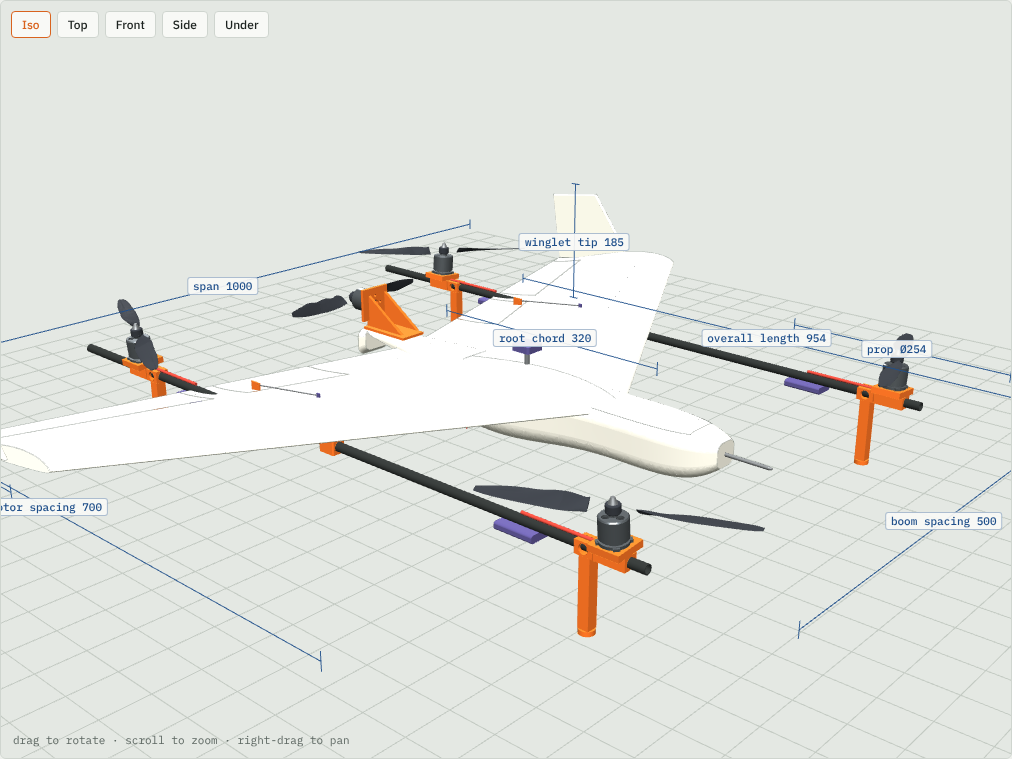 Iso
Top
Front
Side
Under
winglet tip 185
span 1000
root chord 320
overall length 954
prop Ø254
otor spacing 700
boom spacing 500
drag to rotate · scroll to zoom · right-drag to pan